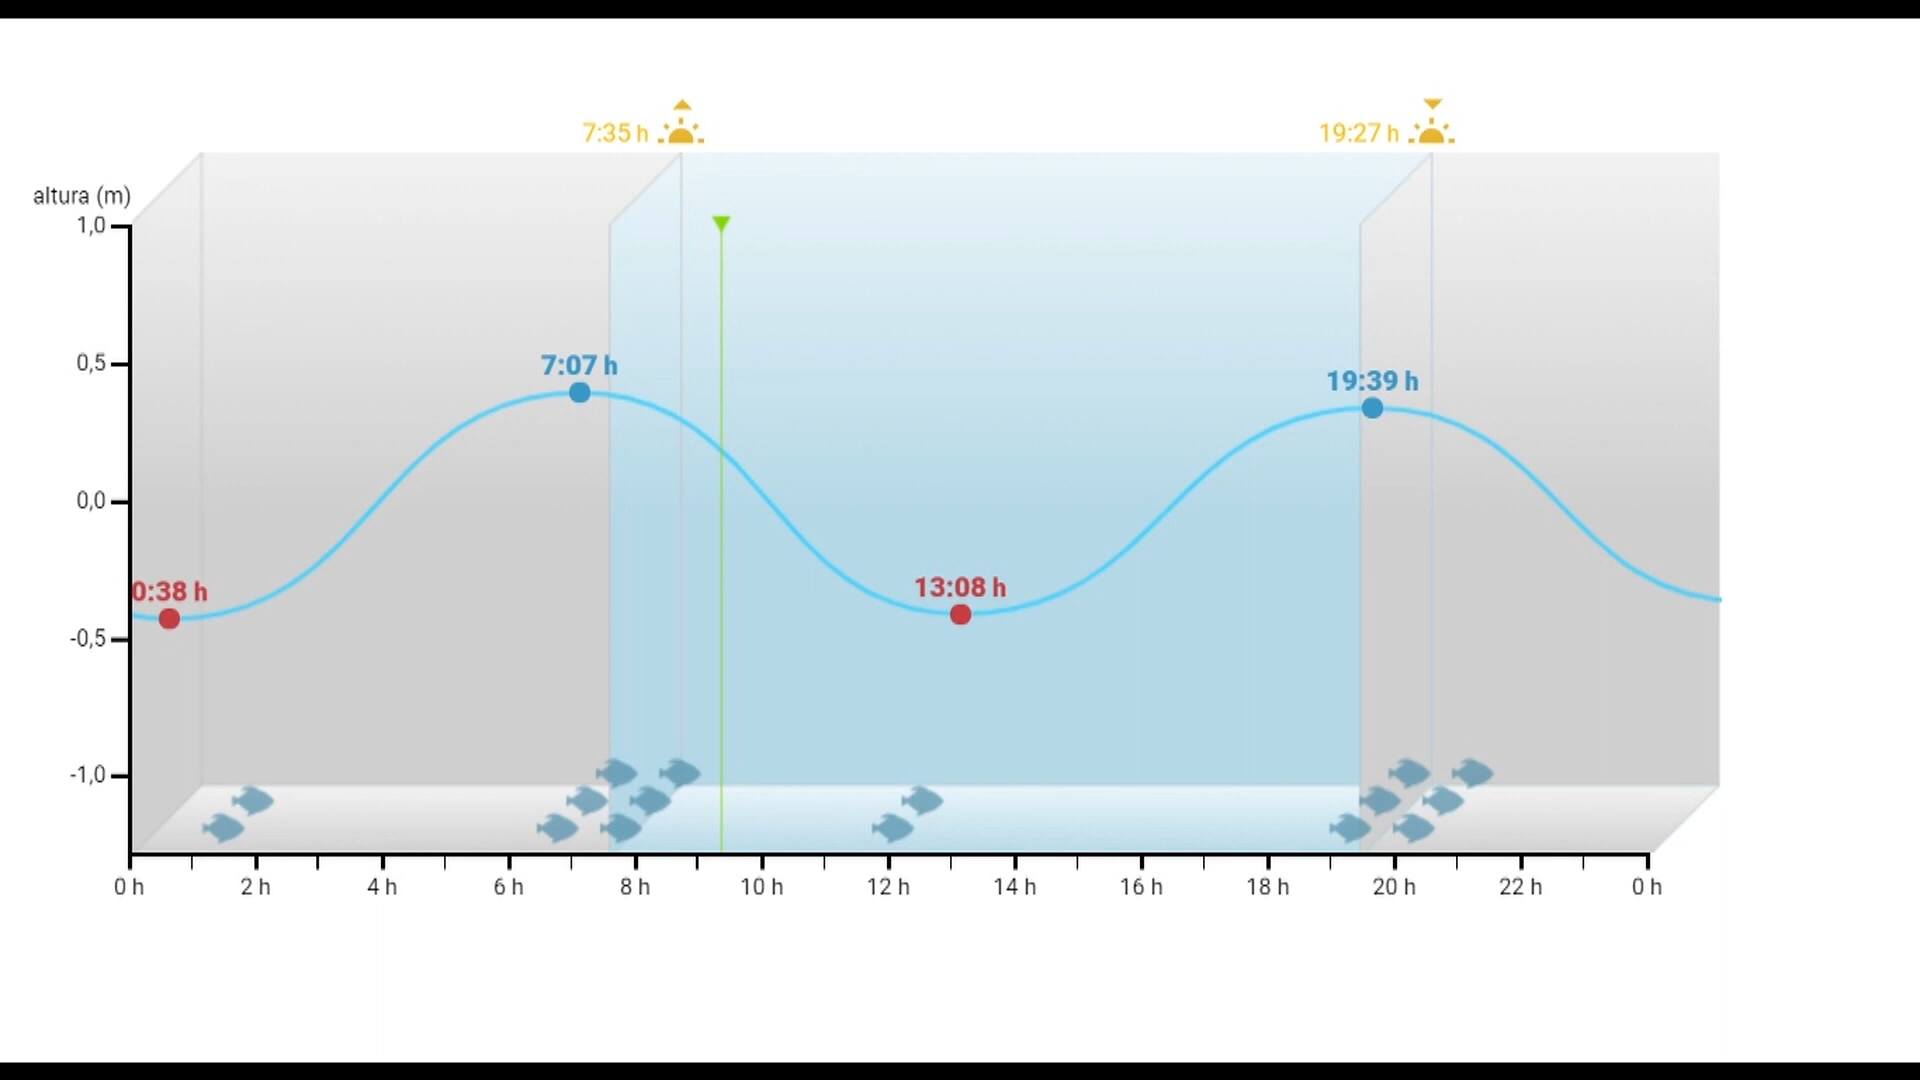 7:35 h
19:27 h
altura (m)
1,0
0,5
7:07 h
19:39 h
0,0
0:38 h
13:08 h
-0,5
-1,0
0 h 2 h 4 h 6 h 8 h 10 h 12 h 14 h 16 h 18 h 20 h 22 h 0 h